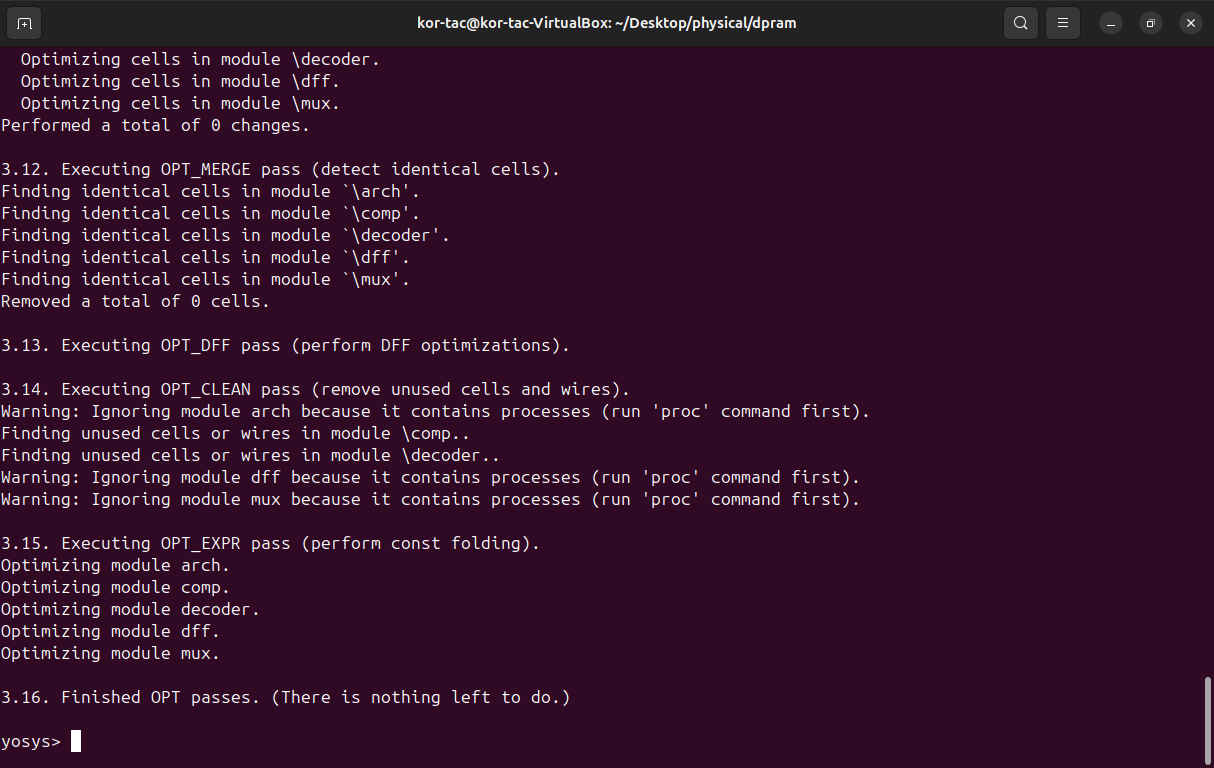 kor-tac@kor-tac-VirtualBox: ~/Desktop/physical/dpram
  Optimizing cells in module \decoder.
  Optimizing cells in module \dff.
  Optimizing cells in module \mux.
Performed a total of 0 changes.

3.12. Executing OPT_MERGE pass (detect identical cells).
Finding identical cells in module `\arch'.
Finding identical cells in module `\comp'.
Finding identical cells in module `\decoder'.
Finding identical cells in module `\dff'.
Finding identical cells in module `\mux'.
Removed a total of 0 cells.

3.13. Executing OPT_DFF pass (perform DFF optimizations).

3.14. Executing OPT_CLEAN pass (remove unused cells and wires).
Warning: Ignoring module arch because it contains processes (run 'proc' command first).
Finding unused cells or wires in module \comp..
Finding unused cells or wires in module \decoder..
Warning: Ignoring module dff because it contains processes (run 'proc' command first).
Warning: Ignoring module mux because it contains processes (run 'proc' command first).

3.15. Executing OPT_EXPR pass (perform const folding).
Optimizing module arch.
Optimizing module comp.
Optimizing module decoder.
Optimizing module dff.
Optimizing module mux.

3.16. Finished OPT passes. (There is nothing left to do.)

yosys>